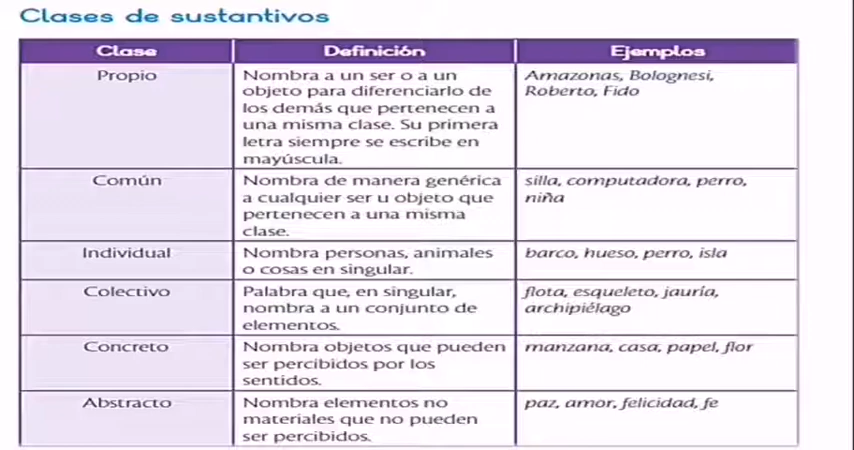 Clases de sustantivos
Clase Definición Ejemplos
Propio
Nombra a un ser o a un
objeto para diferenciarlo de
los demás que pertenecen a
una misma clase. Su primera
letra siempre se escribe en
mayúscula.
Amazonas, Bolognesi,
Roberto, Fido
Común
Nombra de manera genérica
a cualquier ser u objeto que
pertenecen a una misma
clase.
silla, computadora, perro,
niña
Individual
Nombra personas, animales
o cosas en singular.
barco, hueso, perro, isla
Colectivo
Palabra que, en singular,
nombra a un conjunto de
elementos.
flota, esqueleto, jauría,
archipiélago
Concreto
Nombra objetos que pueden
ser percibidos por los
sentidos.
manzana, casa, papel, flor
Abstracto
Nombra elementos no
materiales que no pueden
ser percibidos.
paz, amor, felicidad, fe